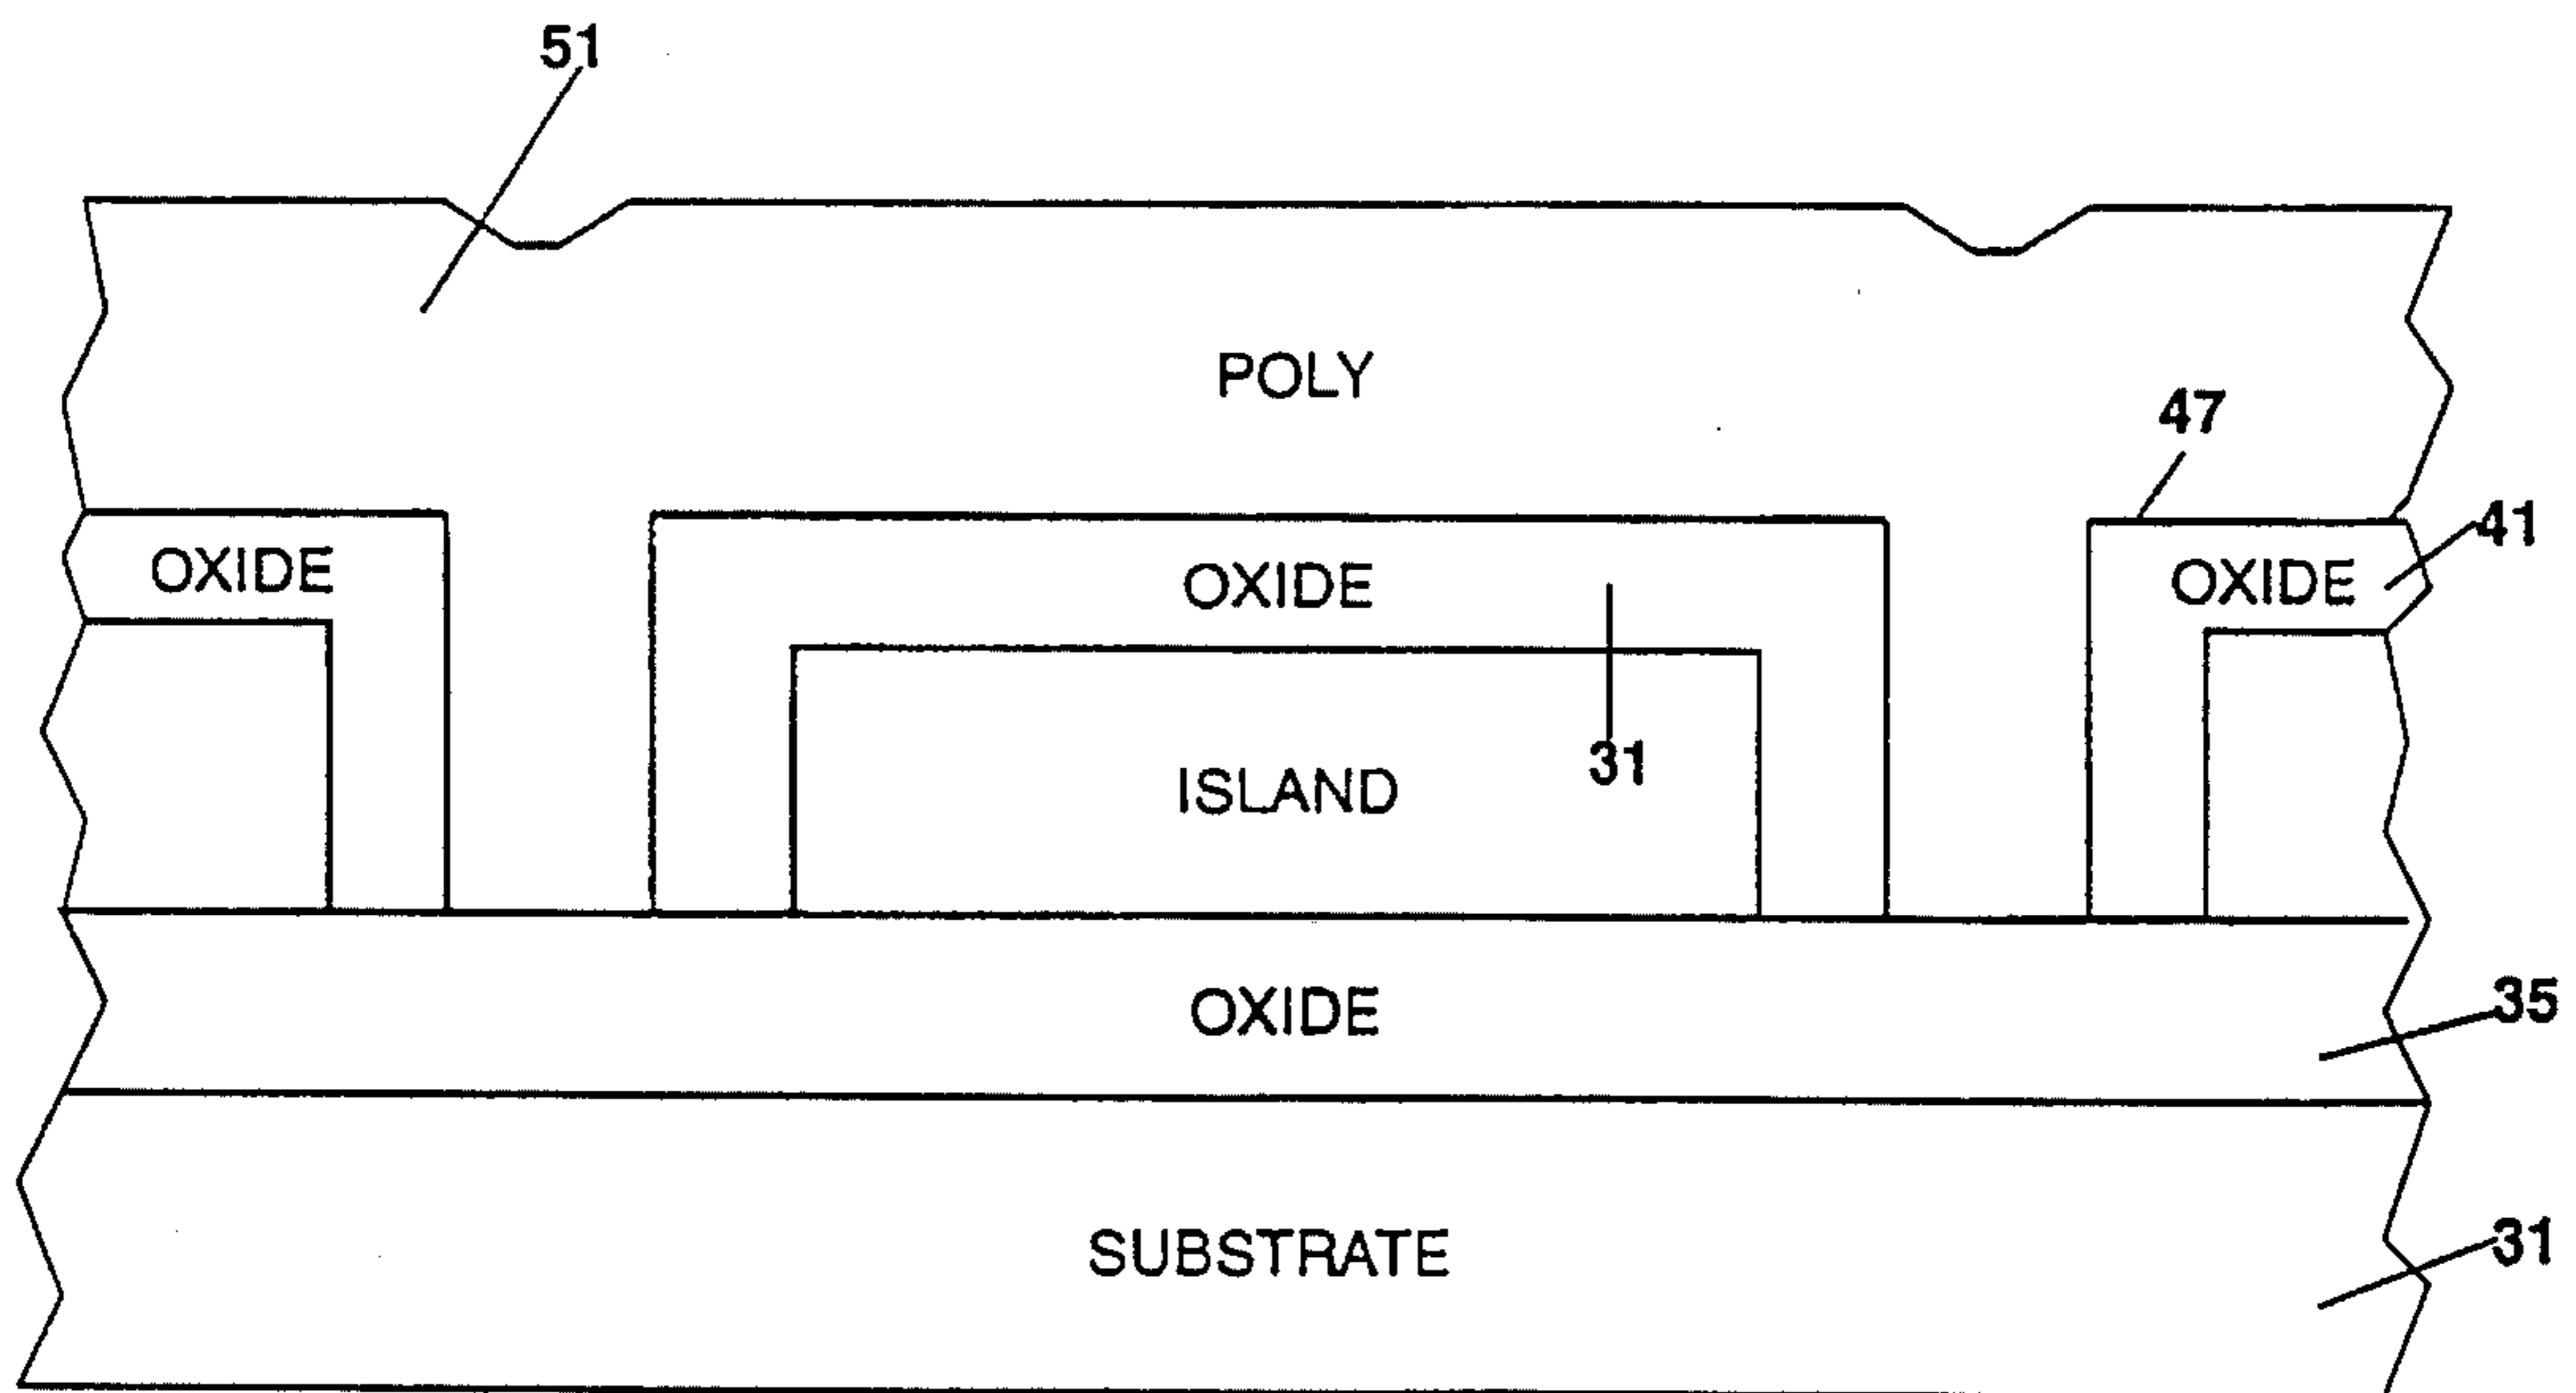 51
POLY
47
41
OXIDE
OXIDE
OXIDE
31
ISLAND
35
OXIDE
31
SUBSTRATE